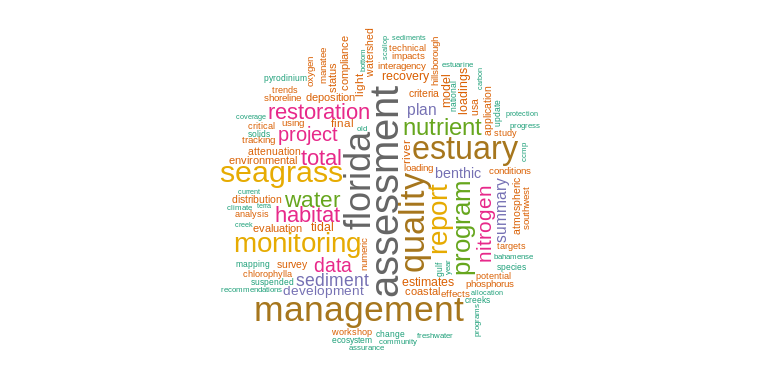 sediments
scallop
bottom
watershed
technical
impacts
interagency
hillsborough
estuarine
oxygen
manatee
status
compliance
light
recovery
model
national
loadings
carbon
pyrodinium
trends
shoreline
deposition
criteria
usa
application
update
protection
restoration
plan
coverage
critical
solids
using
final
old
nutrient
progress
study
tracking
project
florida
assessment
river
estuary
ccmp
attenuation
environmental
total
seagrass
loading
benthic
conditions
quality
report
program
nitrogen
summary
atmospheric
southwest
current
distribution
water
climate
terra
analysis
habitat
creek
evaluation
tidal
monitoring
numeric
targets
bahamense
mapping
survey
data
gulf
year
species
chlorophylla
suspended
sediment
estimates
potential
phosphorus
recommendations
development
coastal
effects
allocation
creeks
management
programs
workshop
change
freshwater
ecosystem
community
assurance